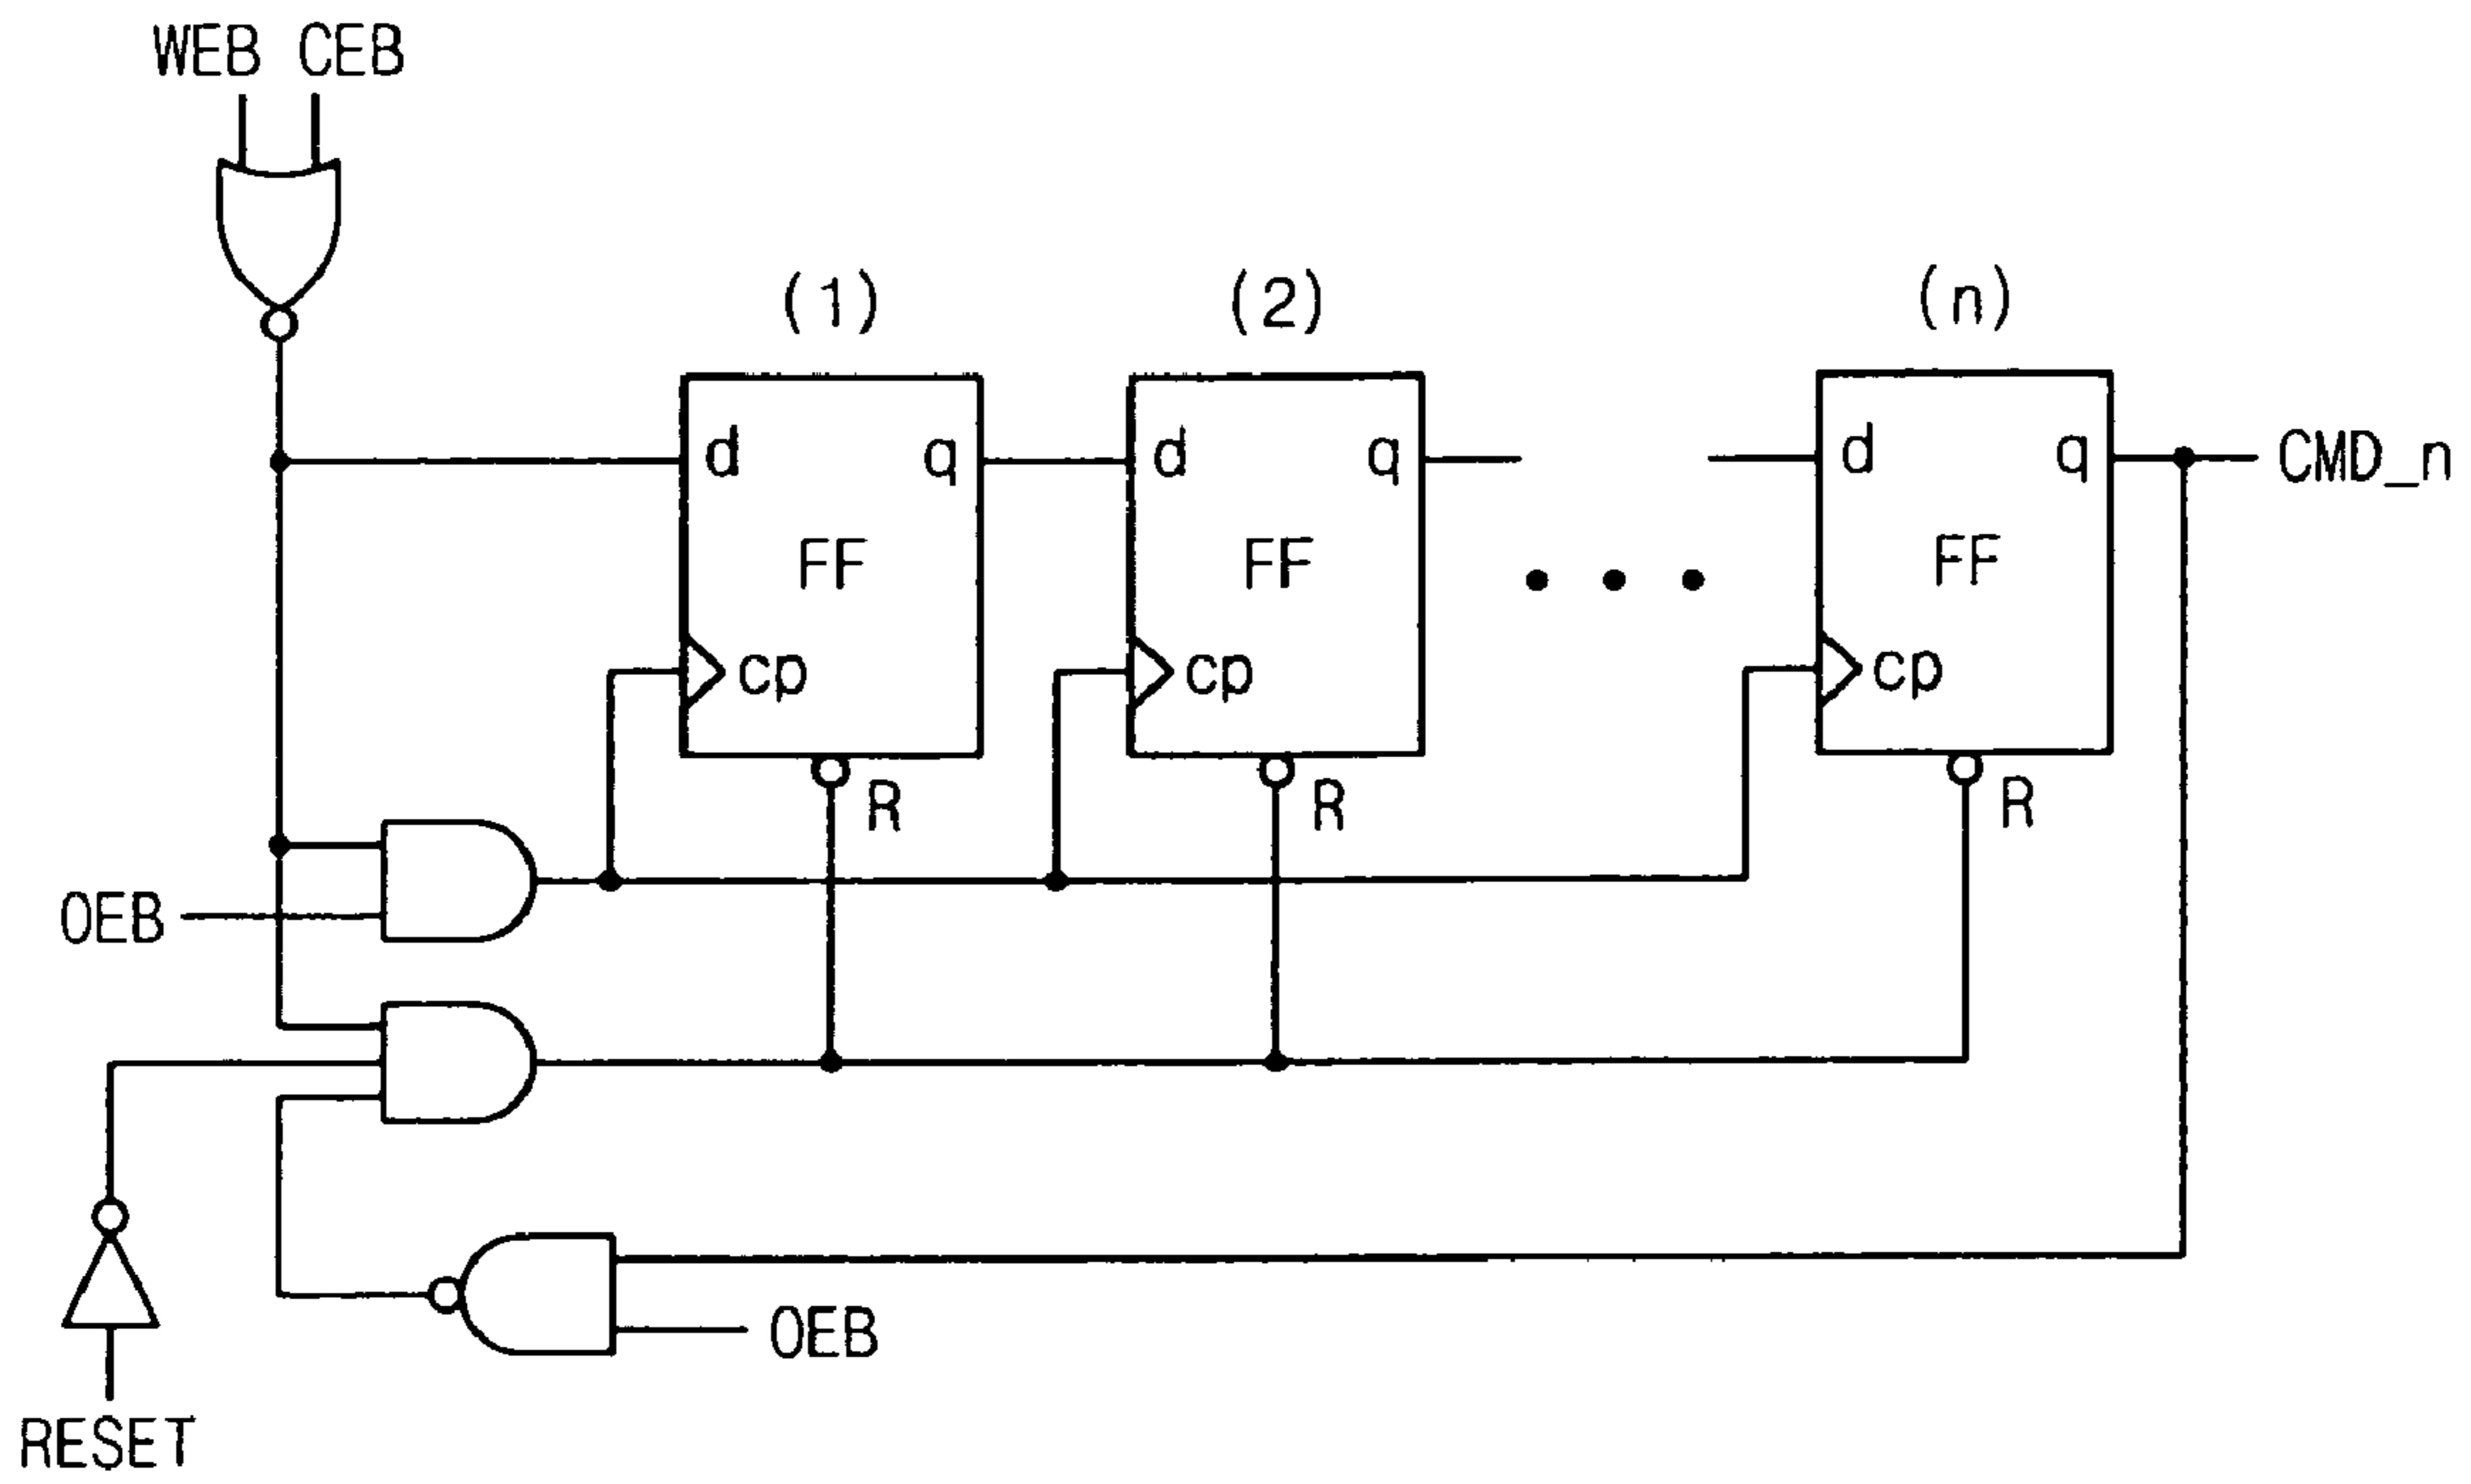 WEB CEB
(1) (2) (n)
d q d q d q CMD_n
FF FF FF
cp cp cp
R R R
OEB
OEB
RESET